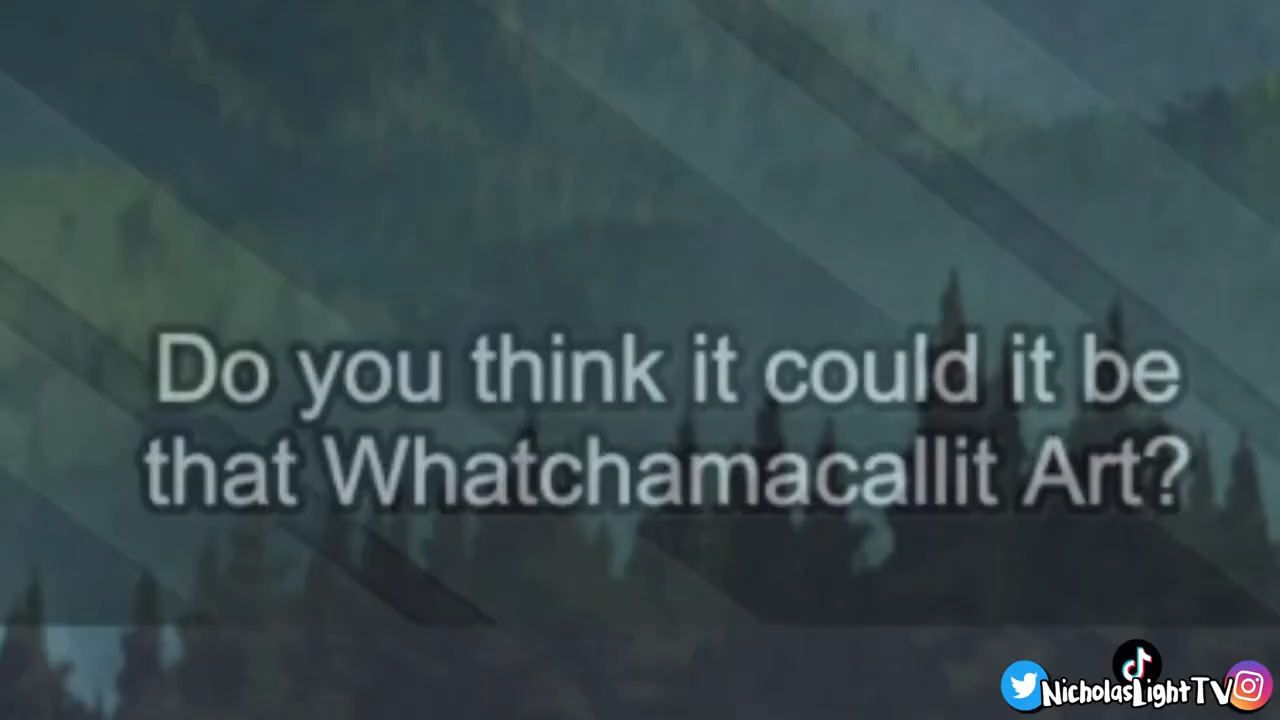 Do you think it could it be
that Whatchamacallit Art?
NicholasLightTV